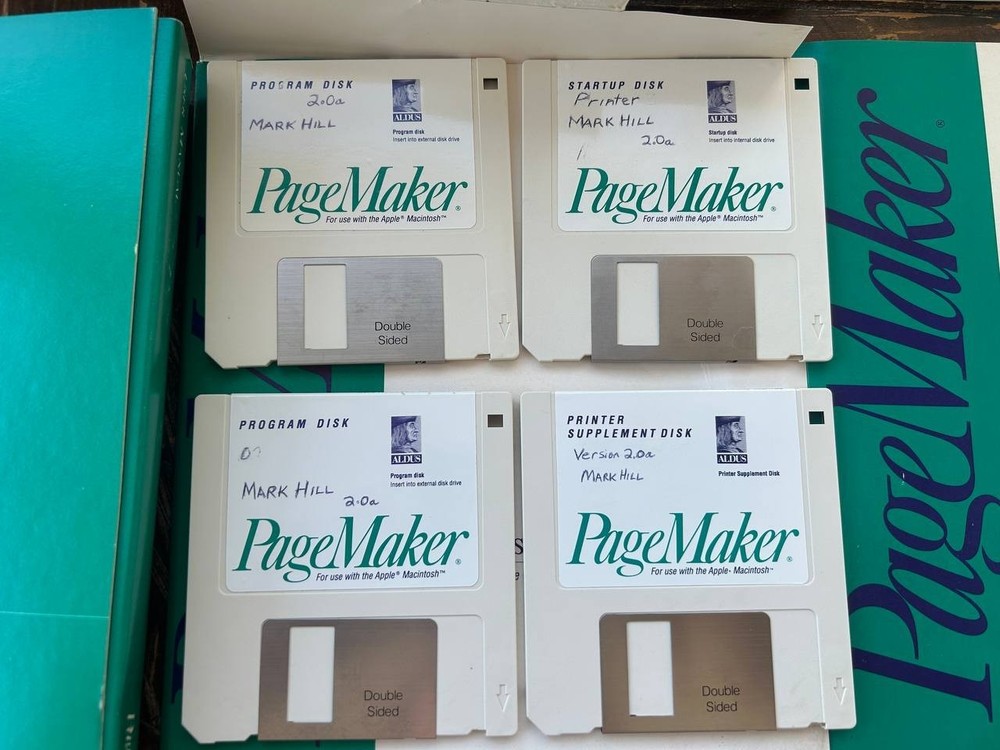 PROGRAM DISK
2.0a
MARK HILL
ALDUS
Program disk
Insert into external disk drive
PageMaker®
For use with the Apple® Macintosh™
Double
Sided
STARTUP DISK
Printer
MARK HILL
2.0a
ALDUS
Startup disk
Insert into internal disk drive
PageMaker®
For use with the Apple® Macintosh™
Double
Sided
PROGRAM DISK
MARK HILL
2.0a
ALDUS
Program disk
Insert into external disk drive
PageMaker®
For use with the Apple® Macintosh™
Double
Sided
PRINTER
SUPPLEMENT DISK
Version 2.0a
MARK HILL
ALDUS
Printer Supplement Disk
PageMaker®
For use with the Apple® Macintosh™
Double
Sided
PageMaker®